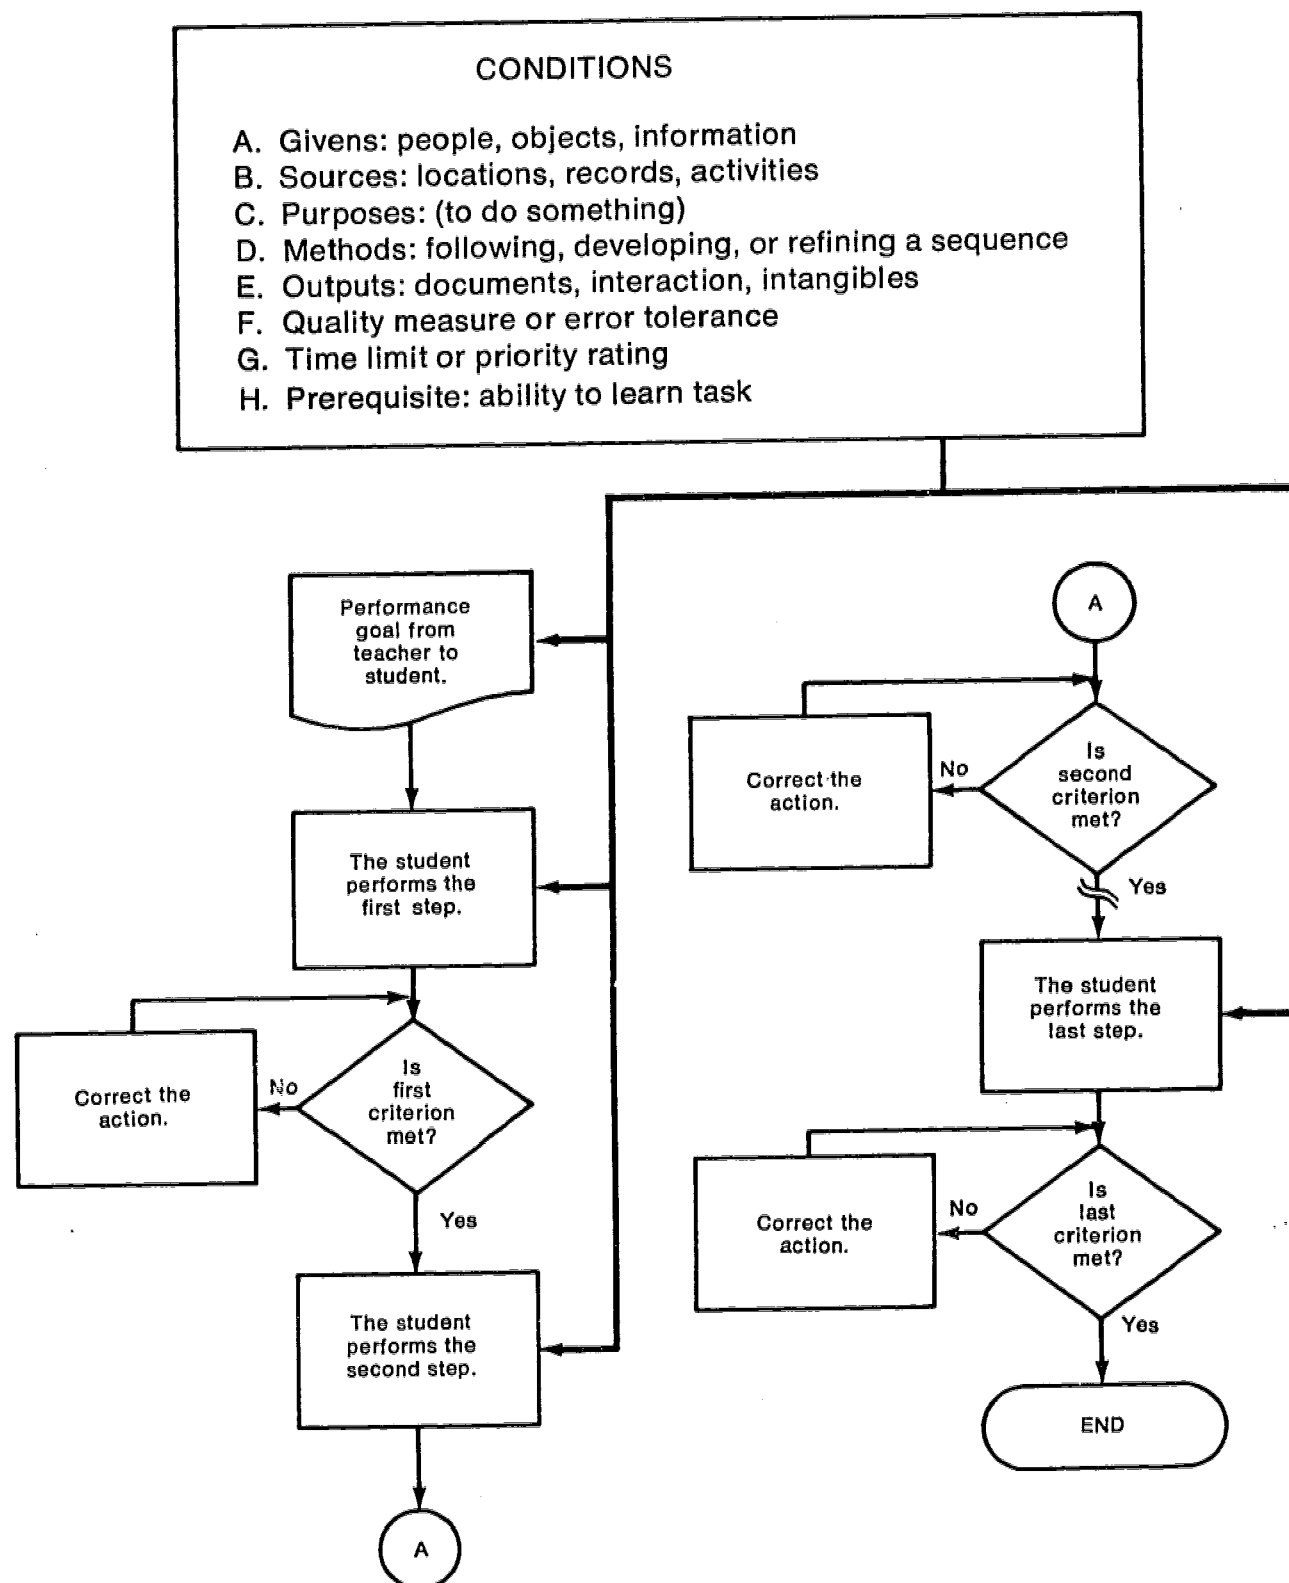 CONDITIONS
A. Givens: people, objects, information
B. Sources: locations, records, activities
C. Purposes: (to do something)
D. Methods: following, developing, or refining a sequence
E. Outputs: documents, interaction, intangibles
F. Quality measure or error tolerance
G. Time limit or priority rating
H. Prerequisite: ability to learn task
Performance
goal from
teacher to
student.
The student
performs the
first step.
Is
first
criterion
met?
No
Correct the
action.
Yes
The student
performs the
second step.
A
A
Is
second
criterion
met?
No
Correct the
action.
Yes
The student
performs the
last step.
Is
last
criterion
met?
No
Correct the
action.
Yes
END